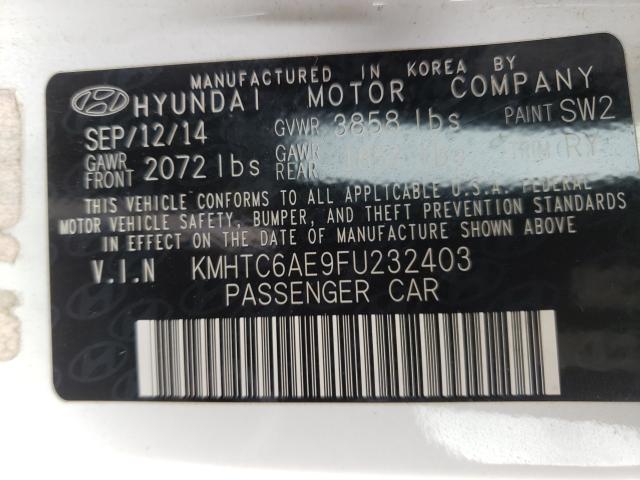 MANUFACTURED IN KOREA BY
HYUNDAI MOTOR COMPANY
SEP/12/14 GVWR 3858 lbs PAINT SW2
GAWR FRONT 2072 lbs GAWR REAR RY
THIS VEHICLE CONFORMS TO ALL APPLICABLE U.S.A. FEDERAL
MOTOR VEHICLE SAFETY, BUMPER, AND THEFT PREVENTION STANDARDS
IN EFFECT ON THE DATE OF MANUFACTURE SHOWN ABOVE
V.I.N KMHTC6AE9FU232403
PASSENGER CAR